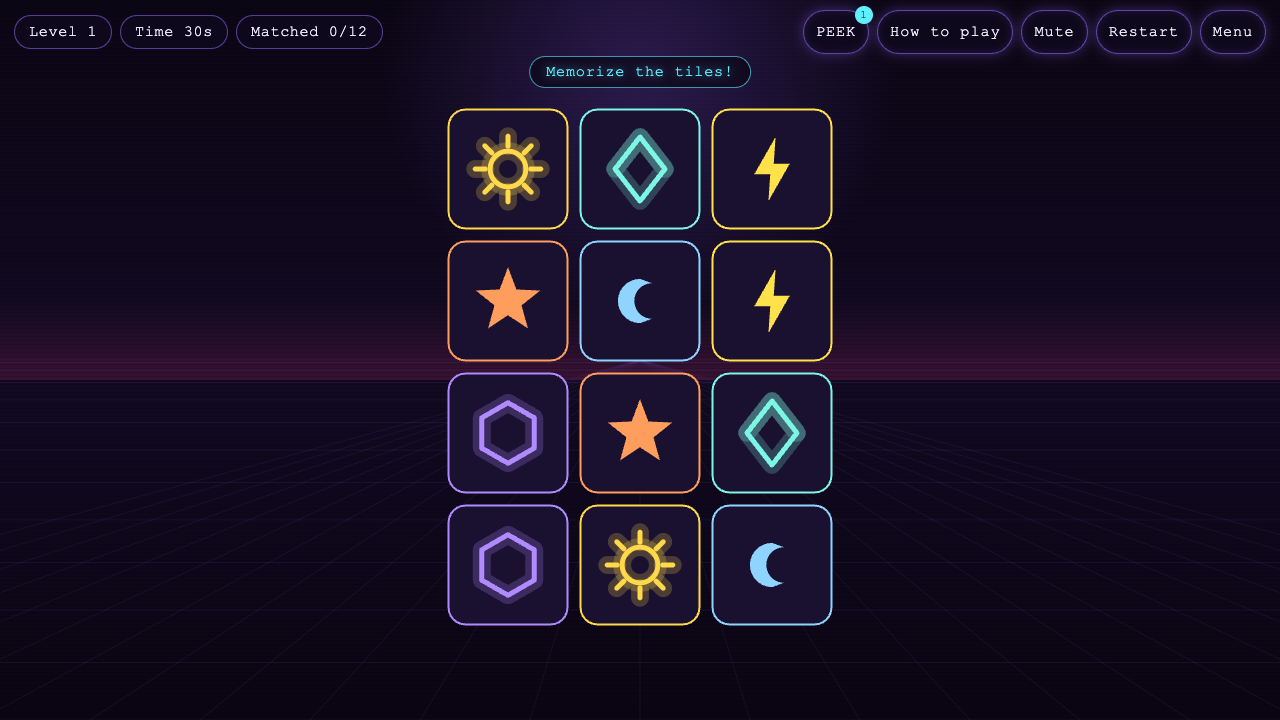 Level 1
Time 30s
Matched 0/12
PEEK
1
How to play
Mute
Restart
Menu
Memorize the tiles!